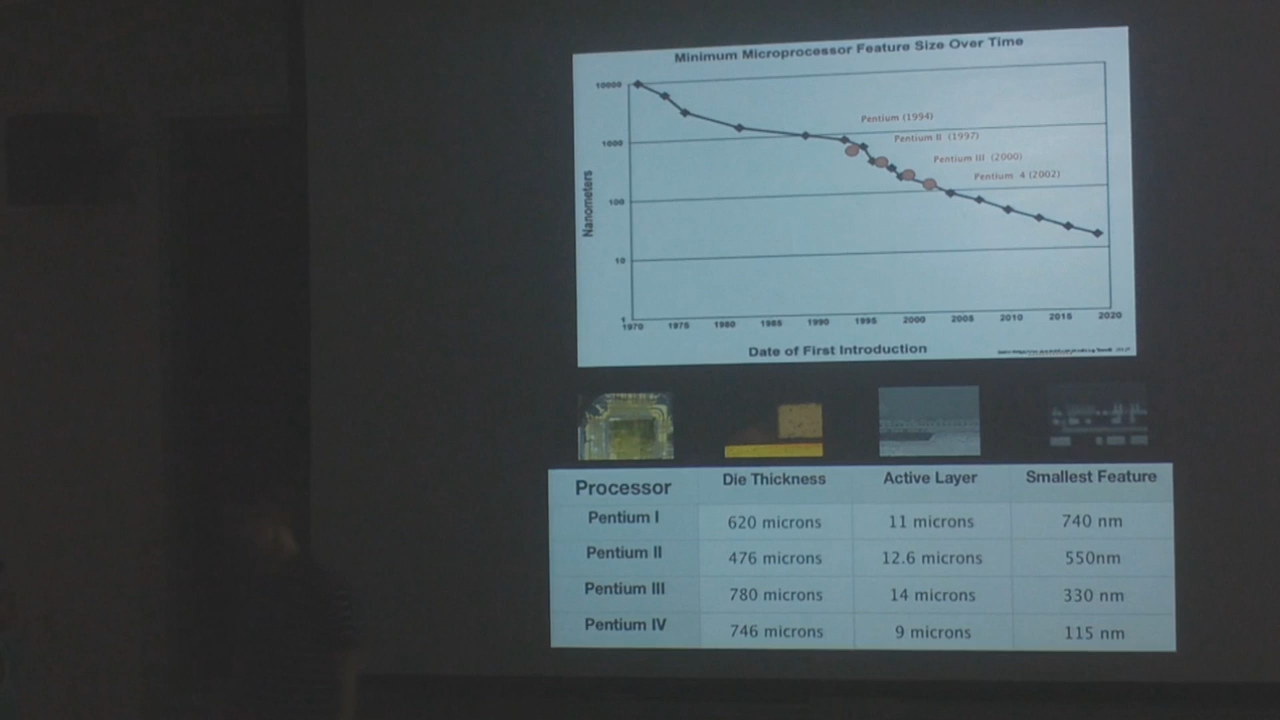 Minimum Microprocessor Feature Size Over Time
10000
1000
100
10
1
Nanometers
Pentium (1994)
Pentium II (1997)
Pentium III (2000)
Pentium 4 (2002)
1970 1975 1980 1985 1990 1995 2000 2005 2010 2015 2020
Date of First Introduction
Processor Die Thickness Active Layer Smallest Feature
Pentium I 620 microns 11 microns 740 nm
Pentium II 476 microns 12.6 microns 550nm
Pentium III 780 microns 14 microns 330 nm
Pentium IV 746 microns 9 microns 115 nm